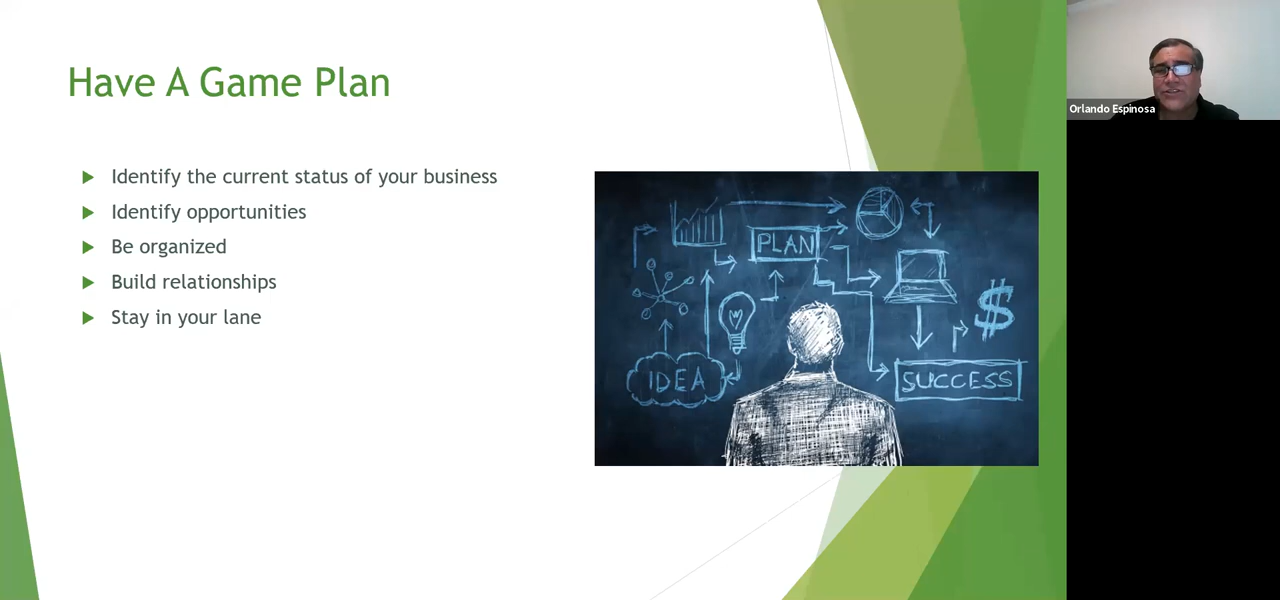 Have A Game Plan
Identify the current status of your business
Identify opportunities
Be organized
Build relationships
Stay in your lane
PLAN
$
IDEA
SUCCESS
Orlando Espinosa